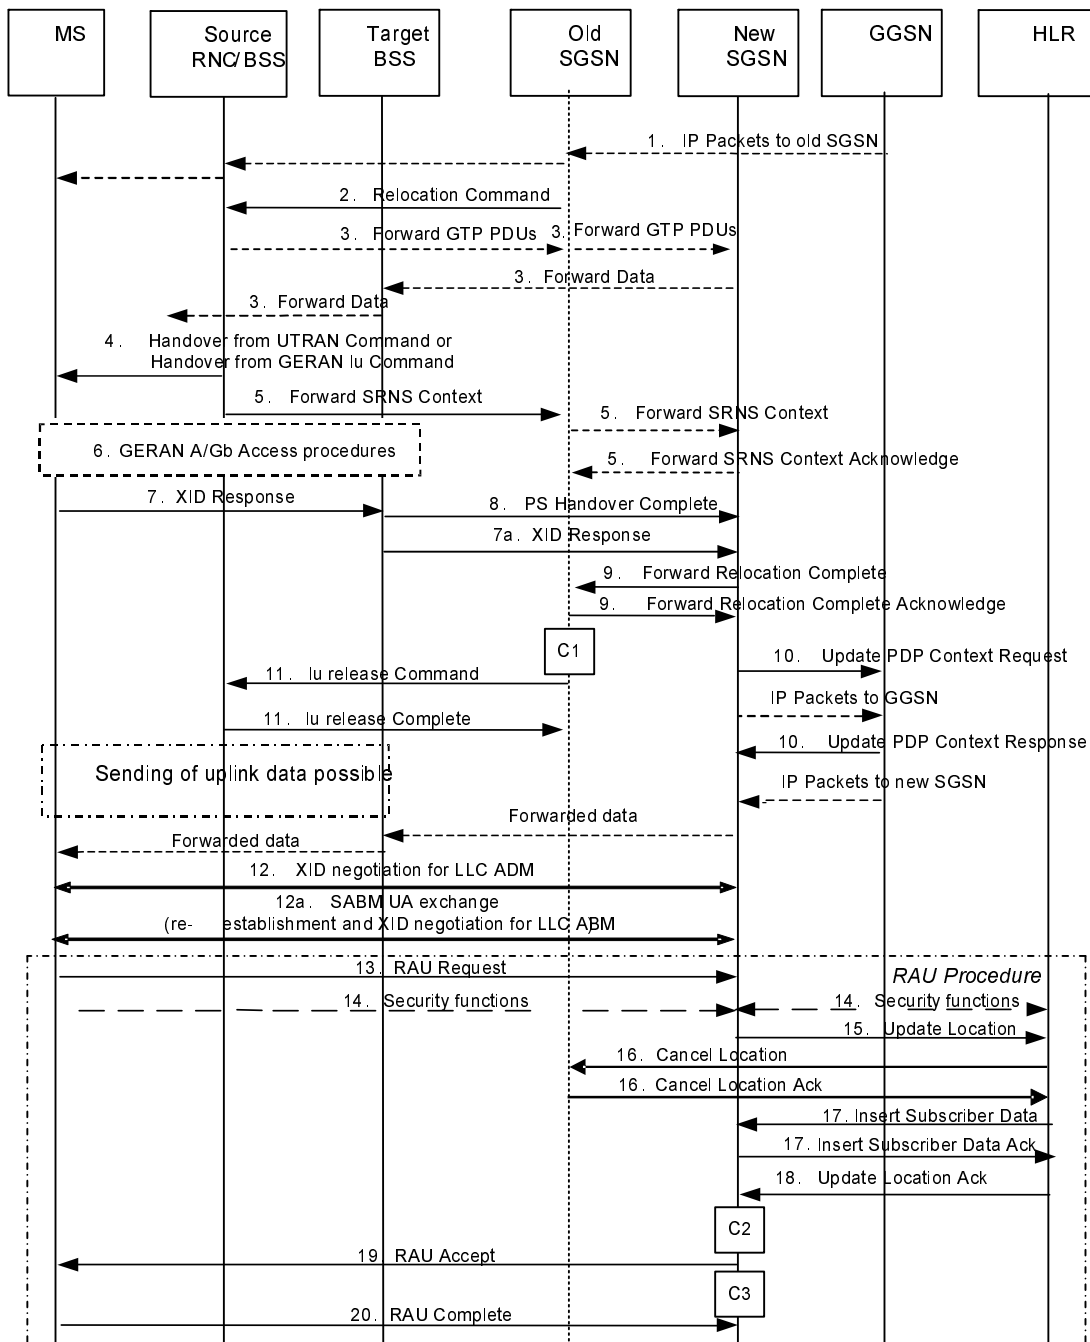 MS
Source
RNC/BSS
Target
BSS
Old
SGSN
New
SGSN
GGSN
HLR
1. IP Packets to old SGSN
2. Relocation Command
3. Forward GTP PDUs
3. Forward GTP PDUs
3. Forward Data
3. Forward Data
4. Handover from UTRAN Command or
Handover from GERAN Iu Command
5. Forward SRNS Context
5. Forward SRNS Context
6. GERAN A/Gb Access procedures
5. Forward SRNS Context Acknowledge
7. XID Response
8. PS Handover Complete
7a. XID Response
9. Forward Relocation Complete
9. Forward Relocation Complete Acknowledge
C1
10. Update PDP Context Request
11. Iu release Command
IP Packets to GGSN
11. Iu release Complete
10. Update PDP Context Response
Sending of uplink data possible
IP Packets to new SGSN
Forwarded data
Forwarded data
12. XID negotiation for LLC ADM
12a. SABM UA exchange
(re- establishment and XID negotiation for LLC ABM)
13. RAU Request
RAU Procedure
14. Security functions
14. Security functions
15. Update Location
16. Cancel Location
16. Cancel Location Ack
17. Insert Subscriber Data
17. Insert Subscriber Data Ack
18. Update Location Ack
C2
19. RAU Accept
C3
20. RAU Complete